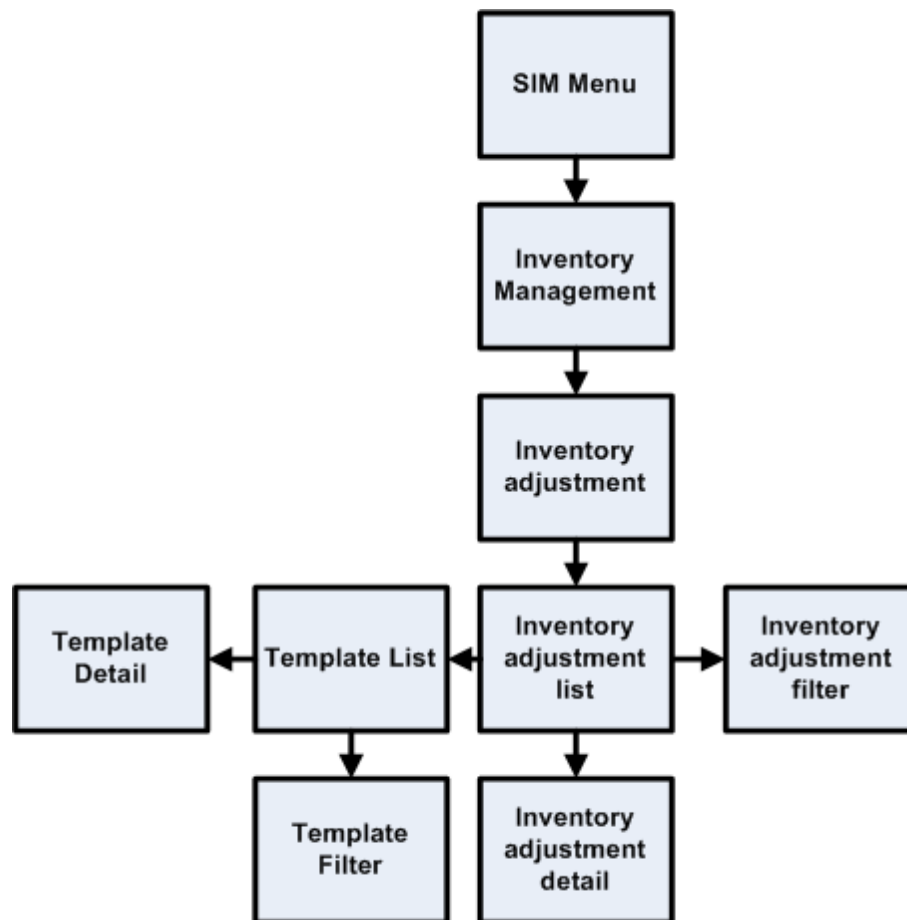 SIM Menu
Inventory
Management
Inventory
adjustment
Template
Detail
Template List
Inventory
adjustment
list
Inventory
adjustment
filter
Template
Filter
Inventory
adjustment
detail